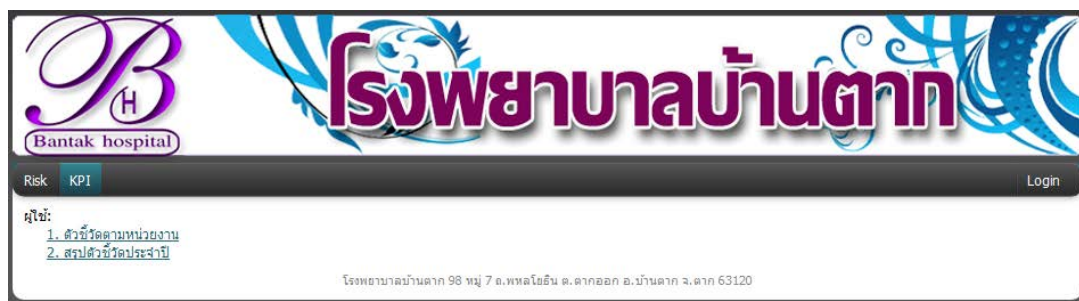 BH
Bantak hospital
โรงพยาบาลบ้านตาก
Risk KPI Login
ผู้ใช้:
1. ตัวชี้วัดตามหน่วยงาน
2. สรุปตัวชี้วัดประจำปี
โรงพยาบาลบ้านตาก 98 หมู่ 7 ถ.พหลโยธิน ต.ตากออก อ.บ้านตาก จ.ตาก 63120